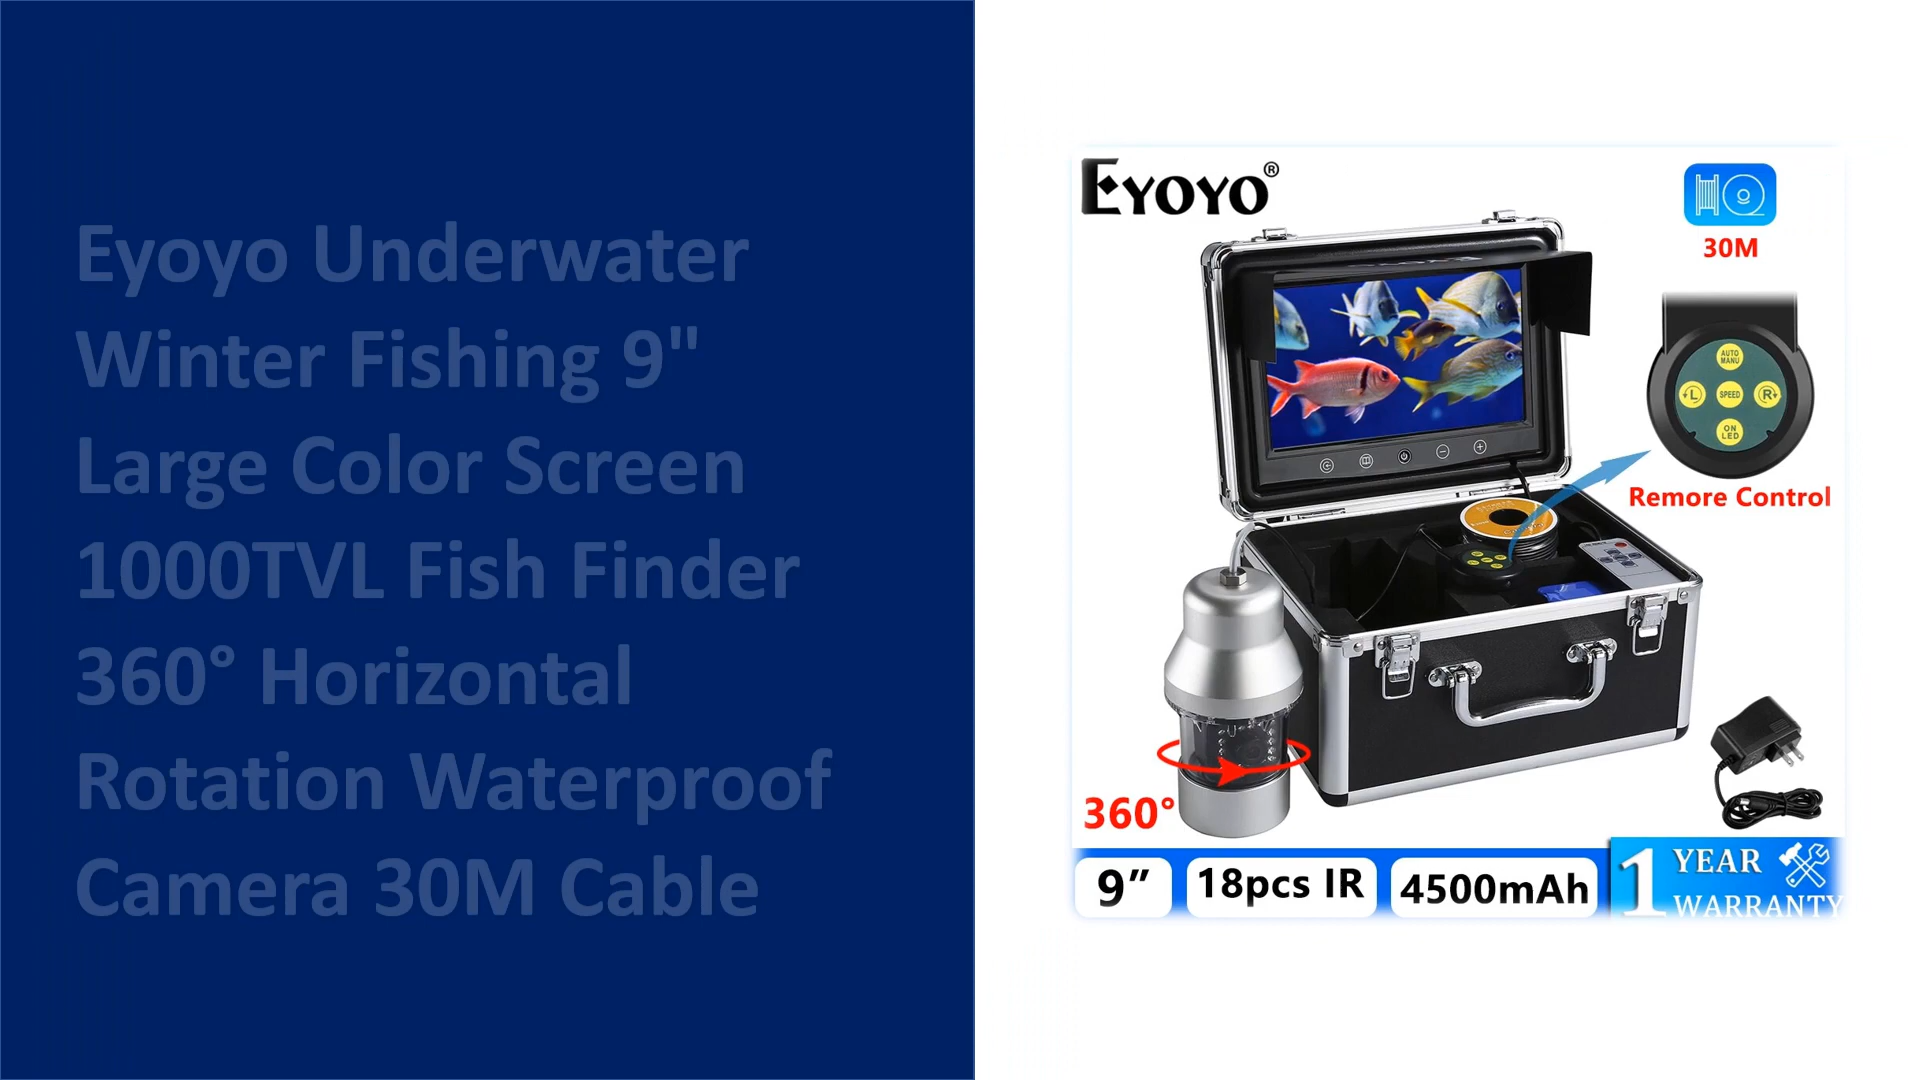 Eyoyo Underwater
Winter Fishing 9"
Large Color Screen
1000TVL Fish Finder
360° Horizontal
Rotation Waterproof
Camera 30M Cable
EYOYO®
30M
AUTO
MANU
L
SPEED
R
ON
LED
Remore Control
360°
9”
18pcs IR
4500mAh
1 YEAR
WARRANTY